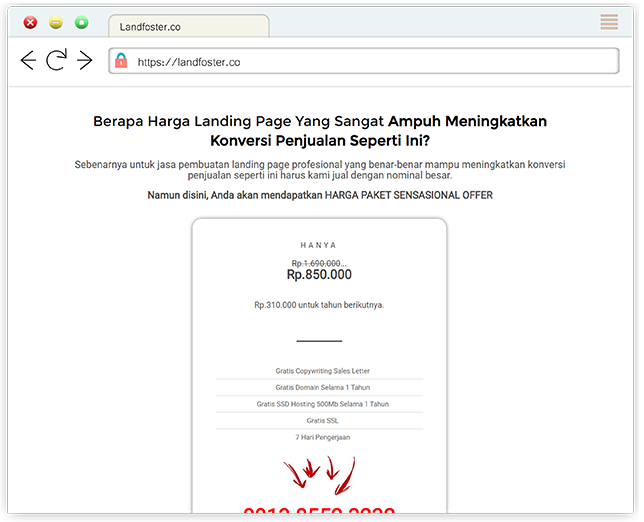 Landfoster.co
https://landfoster.co
Berapa Harga Landing Page Yang Sangat Ampuh Meningkatkan
Konversi Penjualan Seperti Ini?
Sebenarnya untuk jasa pembuatan landing page profesional yang benar-benar mampu meningkatkan konversi
penjualan seperti ini harus kami jual dengan nominal besar.
Namun disini, Anda akan mendapatkan HARGA PAKET SENSASIONAL OFFER
HANYA
Rp.1.690.000...
Rp.850.000
Rp.310.000 untuk tahun berikutnya.
Gratis Copywriting Sales Letter
Gratis Domain Selama 1 Tahun
Gratis SSD Hosting 500Mb Selama 1 Tahun
Gratis SSL
7 Hari Pengerjaan